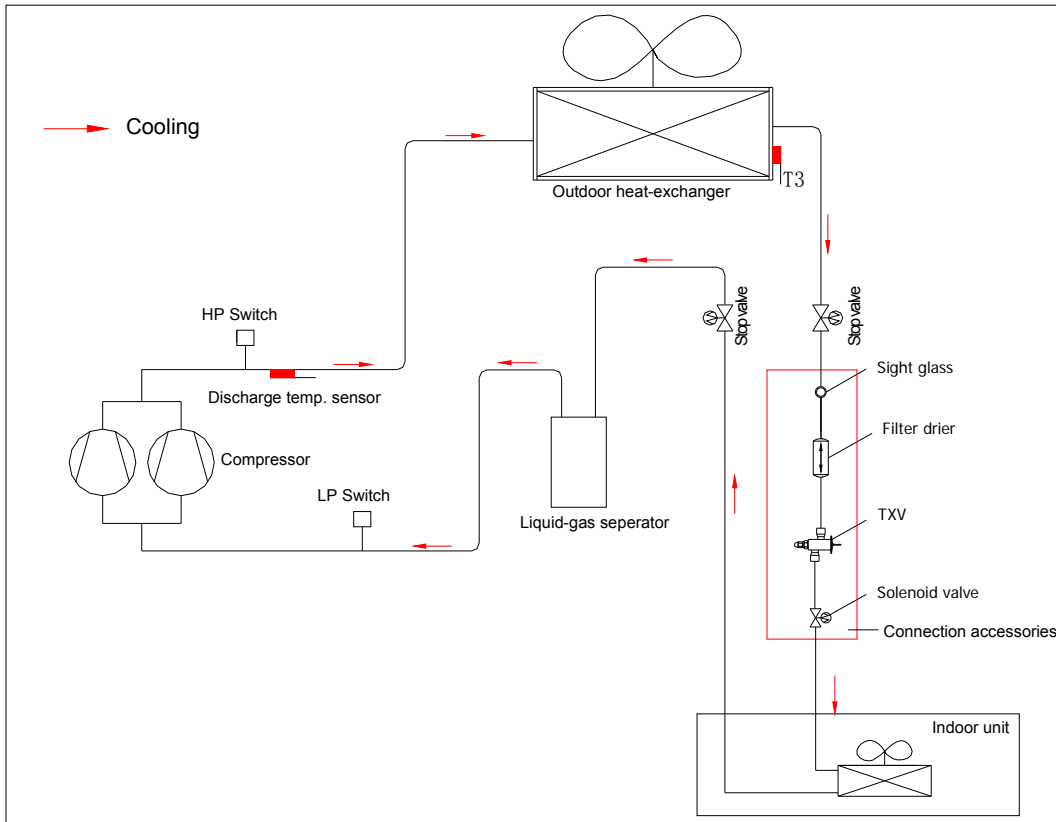 Cooling
Outdoor heat-exchanger
T3
HP Switch
Stop valve
Stop valve
Discharge temp. sensor
Sight glass
Filter drier
Compressor
LP Switch
Liquid-gas seperator
TXV
Solenoid valve
Connection accessories
Indoor unit